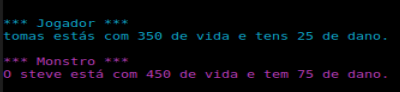 *** Jogador ***
tomas estás com 350 de vida e tens 25 de dano.
*** Monstro ***
O steve está com 450 de vida e tem 75 de dano.